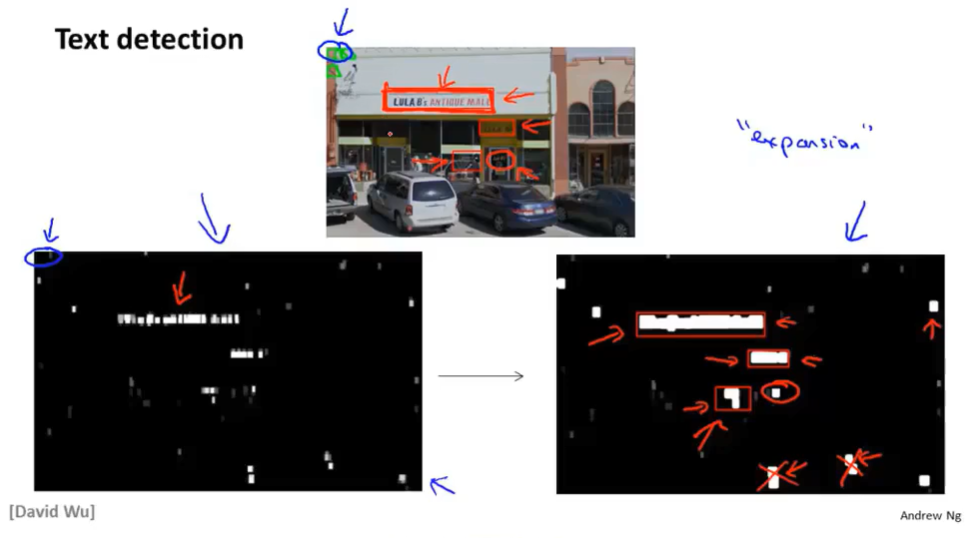 Text detection
LULA B's ANTIQUE MALL
"expansion"
[David Wu]
Andrew Ng